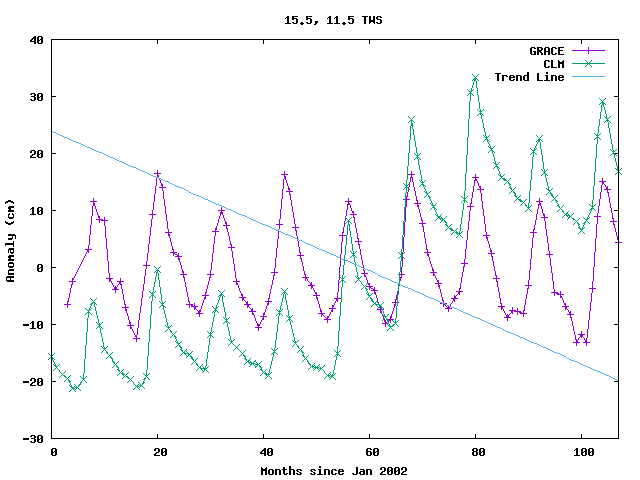 15.5, 11.5 TWS
GRACE
CLM
Trend Line
40
30
20
10
0
-10
-20
-30
Anomaly (cm)
0 20 40 60 80 100
Months since Jan 2002